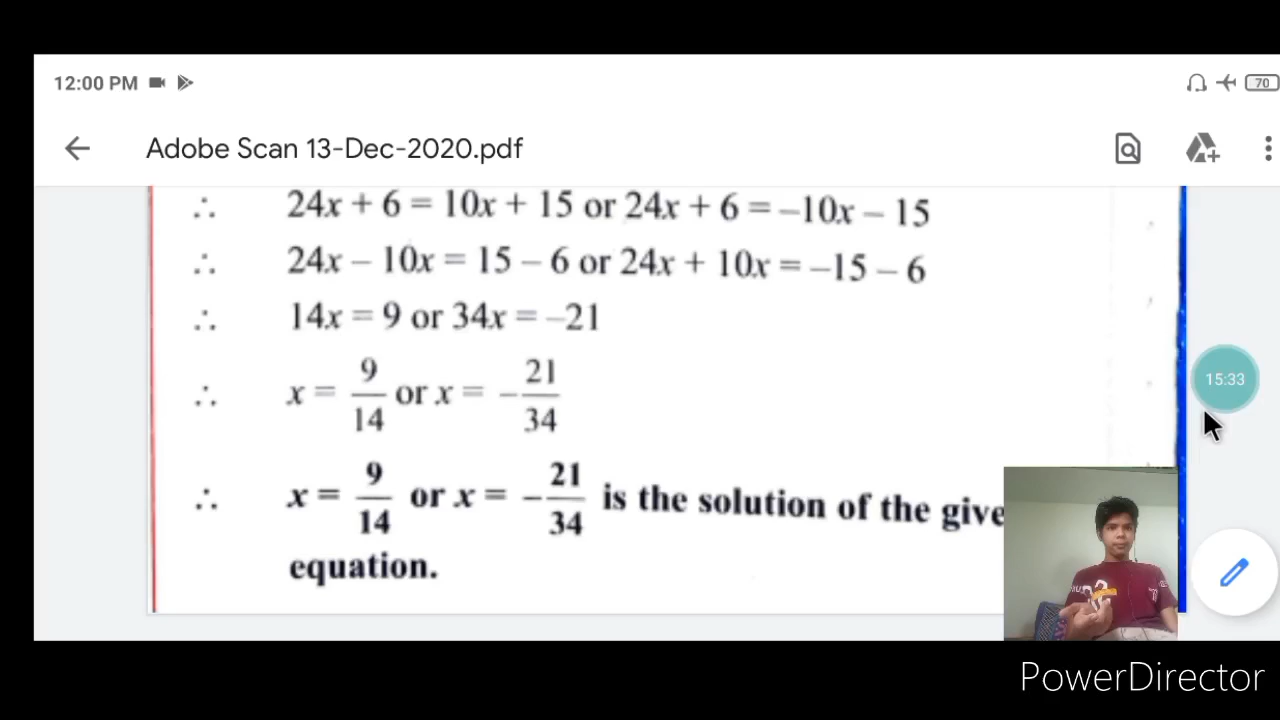 12:00 PM
70
Adobe Scan 13-Dec-2020.pdf
∴ 24x + 6 = 10x + 15 or 24x + 6 = –10x – 15
∴ 24x – 10x = 15 – 6 or 24x + 10x = –15 – 6
∴ 14x = 9 or 34x = –21
∴ x = 9/14 or x = –21/34
15:33
∴ x = 9/14 or x = –21/34 is the solution of the give
equation.
PowerDirector